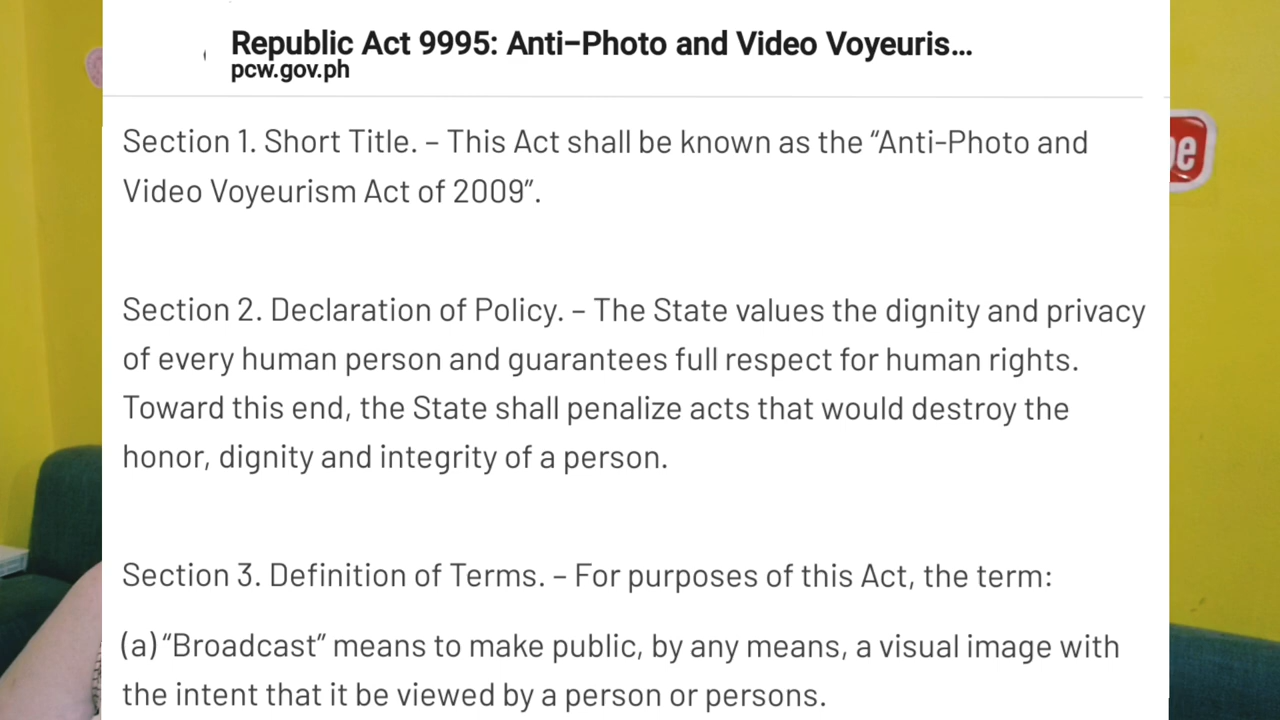 Republic Act 9995: Anti-Photo and Video Voyeuris...
pcw.gov.ph
Section 1. Short Title. – This Act shall be known as the “Anti-Photo and
Video Voyeurism Act of 2009”.
Section 2. Declaration of Policy. – The State values the dignity and privacy
of every human person and guarantees full respect for human rights.
Toward this end, the State shall penalize acts that would destroy the
honor, dignity and integrity of a person.
Section 3. Definition of Terms. – For purposes of this Act, the term:
(a) “Broadcast” means to make public, by any means, a visual image with
the intent that it be viewed by a person or persons.